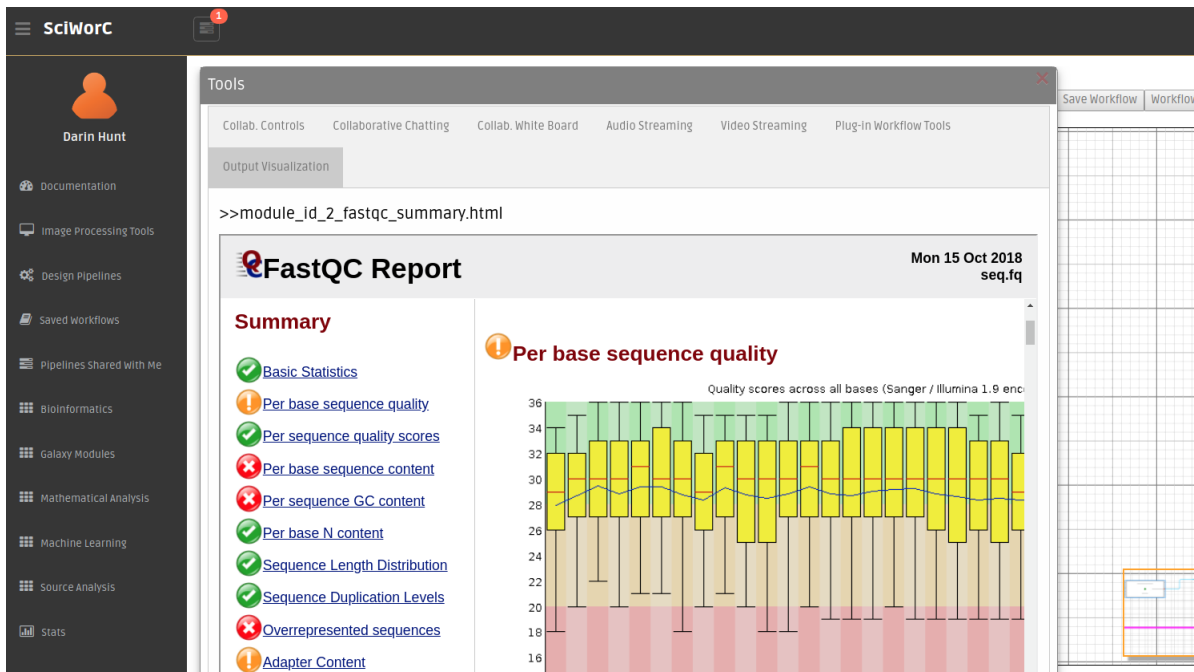 SciWorC
1
Darin Hunt
Documentation
Image Processing Tools
Design Pipelines
Saved Workflows
Pipelines Shared With Me
Bioinformatics
Galaxy Modules
Mathematical Analysis
Machine Learning
Source Analysis
Stats
Tools
Collab. Controls
Collaborative Chatting
Collab. White Board
Audio Streaming
Video Streaming
Plug-in Workflow Tools
Output Visualization
Save Workflow
Workflow
>>module_id_2_fastqc_summary.html
FastQC Report
Mon 15 Oct 2018
seq.fq
Summary
Basic Statistics
Per base sequence quality
Per sequence quality scores
Per base sequence content
Per sequence GC content
Per base N content
Sequence Length Distribution
Sequence Duplication Levels
Overrepresented sequences
Adapter Content
Per base sequence quality
Quality scores across all bases (Sanger / Illumina 1.9 enc
36
34
32
30
28
26
24
22
20
18
16